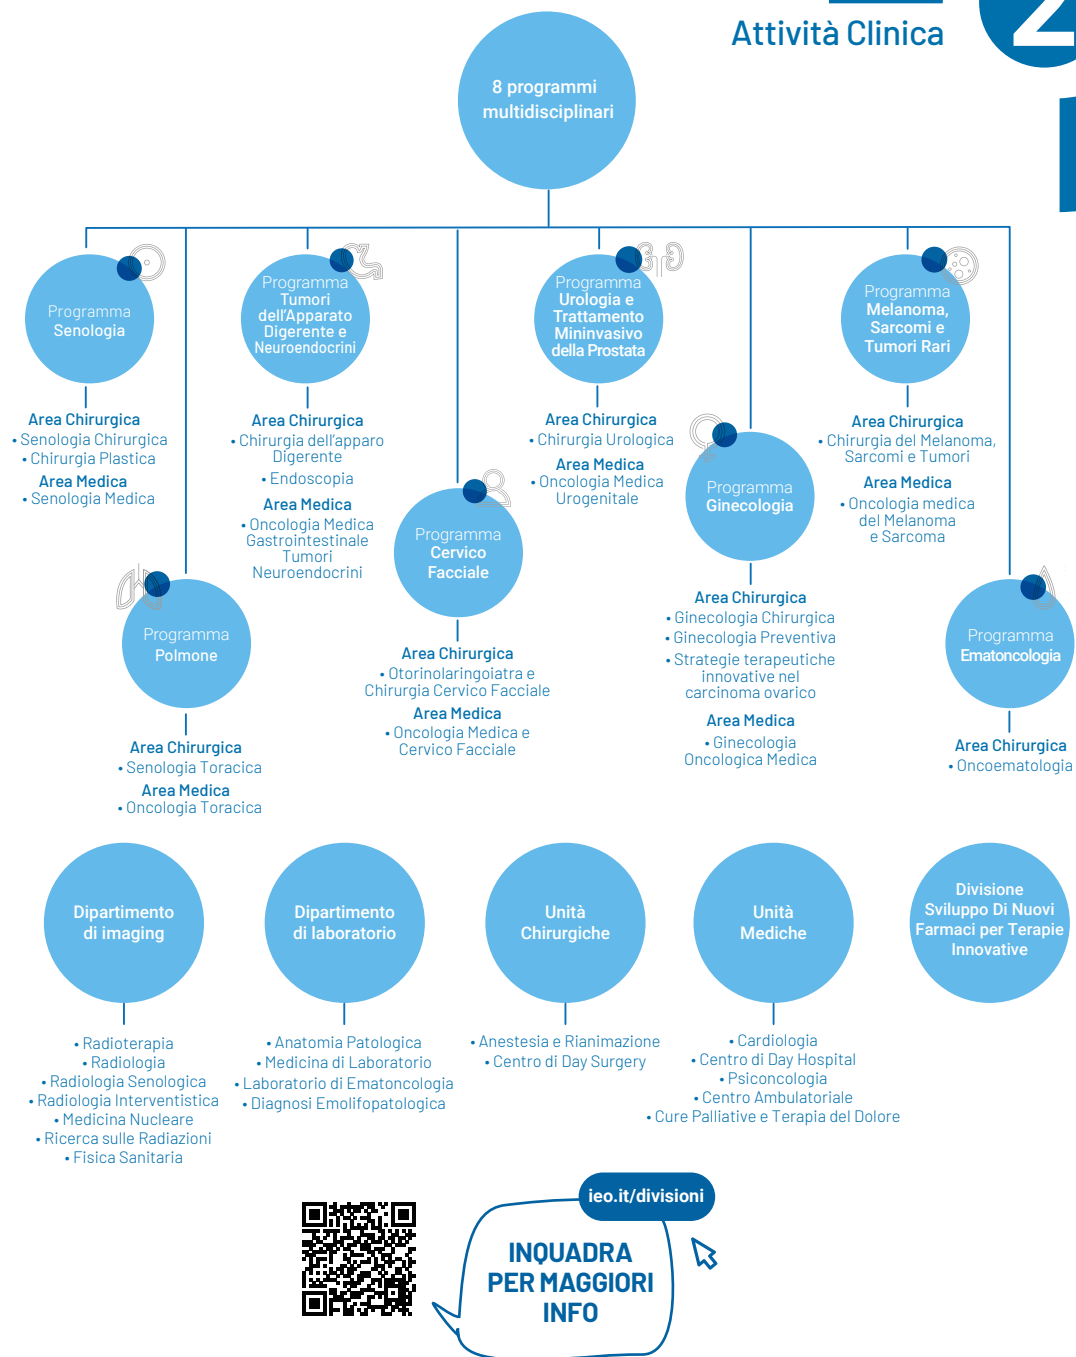 Attività Clinica
2
8 programmi
multidisciplinari
Programma
Senologia
Area Chirurgica
• Senologia Chirurgica
• Chirurgia Plastica
Area Medica
• Senologia Medica
Programma
Polmone
Area Chirurgica
• Senologia Toracica
Area Medica
• Oncologia Toracica
Programma
Tumori
dell'Apparato
Digerente e
Neuroendocrini
Area Chirurgica
• Chirurgia dell'apparo
Digerente
• Endoscopia
Area Medica
• Oncologia Medica
Gastrointestinale
Tumori
Neuroendocrini
Programma
Cervico
Facciale
Area Chirurgica
• Otorinolaringoiatra e
Chirurgia Cervico Facciale
Area Medica
• Oncologia Medica e
Cervico Facciale
Programma
Urologia e
Trattamento
Mininvasivo
della Prostata
Area Chirurgica
• Chirurgia Urologica
Area Medica
• Oncologia Medica
Urogenitale
Programma
Ginecologia
Area Chirurgica
• Ginecologia Chirurgica
• Ginecologia Preventiva
• Strategie terapeutiche
innovative nel
carcinoma ovarico
Area Medica
• Ginecologia
Oncologica Medica
Programma
Melanoma,
Sarcomi e
Tumori Rari
Area Chirurgica
• Chirurgia del Melanoma,
Sarcomi e Tumori
Area Medica
• Oncologia medica
del Melanoma
e Sarcoma
Programma
Ematoncologia
Area Chirurgica
• Oncoematologia
Dipartimento
di imaging
• Radioterapia
• Radiologia
• Radiologia Senologica
• Radiologia Interventistica
• Medicina Nucleare
• Ricerca sulle Radiazioni
• Fisica Sanitaria
Dipartimento
di laboratorio
• Anatomia Patologica
• Medicina di Laboratorio
• Laboratorio di Ematoncologia
• Diagnosi Emolifopatologica
Unità
Chirurgiche
• Anestesia e Rianimazione
• Centro di Day Surgery
Unità
Mediche
• Cardiologia
• Centro di Day Hospital
• Psiconcologia
• Centro Ambulatoriale
• Cure Palliative e Terapia del Dolore
Divisione
Sviluppo Di Nuovi
Farmaci per Terapie
Innovative
ieo.it/divisioni
INQUADRA
PER MAGGIORI
INFO